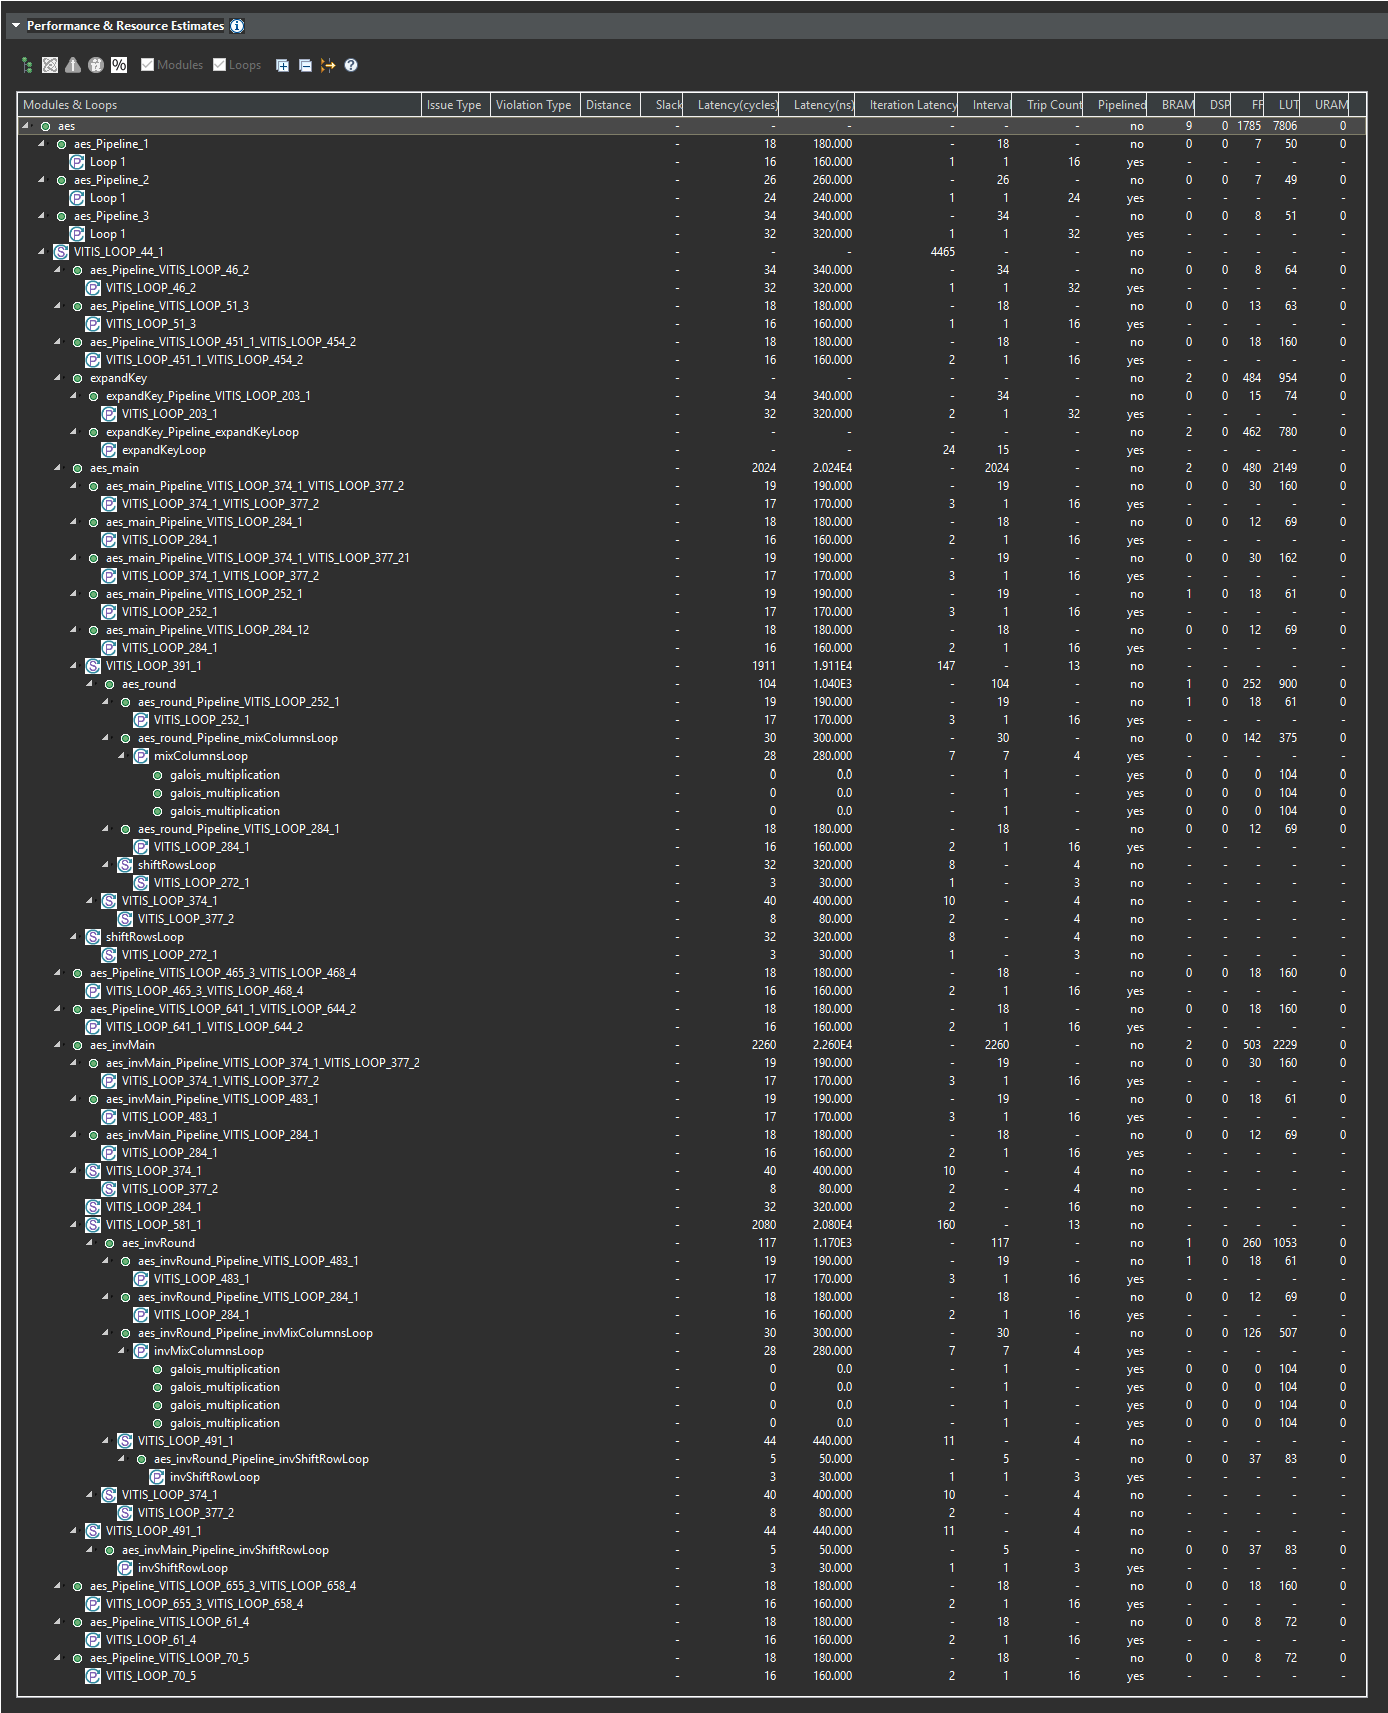 Performance & Resource Estimates
% Modules Loops
Modules & Loops Issue Type Violation Type Distance Slack Latency(cycles) Latency(ns) Iteration Latency Interval Trip Count Pipelined BRAM DSP FF LUT URAM
aes - - - - - - no 9 0 1785 7806 0
aes_Pipeline_1 - 18 180.000 - 18 - no 0 0 7 50 0
Loop 1 - 16 160.000 1 1 16 yes - - - - -
aes_Pipeline_2 - 26 260.000 - 26 - no 0 0 7 49 0
Loop 1 - 24 240.000 1 1 24 yes - - - - -
aes_Pipeline_3 - 34 340.000 - 34 - no 0 0 8 51 0
Loop 1 - 32 320.000 1 1 32 yes - - - - -
VITIS_LOOP_44_1 - - - 4465 - - no - - - - -
aes_Pipeline_VITIS_LOOP_46_2 - 34 340.000 - 34 - no 0 0 8 64 0
VITIS_LOOP_46_2 - 32 320.000 1 1 32 yes - - - - -
aes_Pipeline_VITIS_LOOP_51_3 - 18 180.000 - 18 - no 0 0 13 63 0
VITIS_LOOP_51_3 - 16 160.000 1 1 16 yes - - - - -
aes_Pipeline_VITIS_LOOP_451_1_VITIS_LOOP_454_2 - 18 180.000 - 18 - no 0 0 18 160 0
VITIS_LOOP_451_1_VITIS_LOOP_454_2 - 16 160.000 2 1 16 yes - - - - -
expandKey - - - - - - no 2 0 484 954 0
expandKey_Pipeline_VITIS_LOOP_203_1 - 34 340.000 - 34 - no 0 0 15 74 0
VITIS_LOOP_203_1 - 32 320.000 2 1 32 yes - - - - -
expandKey_Pipeline_expandKeyLoop - - - - - - no 2 0 462 780 0
expandKeyLoop - - - 24 15 - yes - - - - -
aes_main - 2024 2.024E4 - 2024 - no 2 0 480 2149 0
aes_main_Pipeline_VITIS_LOOP_374_1_VITIS_LOOP_377_2 - 19 190.000 - 19 - no 0 0 30 160 0
VITIS_LOOP_374_1_VITIS_LOOP_377_2 - 17 170.000 3 1 16 yes - - - - -
aes_main_Pipeline_VITIS_LOOP_284_1 - 18 180.000 - 18 - no 0 0 12 69 0
VITIS_LOOP_284_1 - 16 160.000 2 1 16 yes - - - - -
aes_main_Pipeline_VITIS_LOOP_374_1_VITIS_LOOP_377_21 - 19 190.000 - 19 - no 0 0 30 162 0
VITIS_LOOP_374_1_VITIS_LOOP_377_2 - 17 170.000 3 1 16 yes - - - - -
aes_main_Pipeline_VITIS_LOOP_252_1 - 19 190.000 - 19 - no 1 0 18 61 0
VITIS_LOOP_252_1 - 17 170.000 3 1 16 yes - - - - -
aes_main_Pipeline_VITIS_LOOP_284_12 - 18 180.000 - 18 - no 0 0 12 69 0
VITIS_LOOP_284_1 - 16 160.000 2 1 16 yes - - - - -
VITIS_LOOP_391_1 - 1911 1.911E4 147 - 13 no - - - - -
aes_round - 104 1.040E3 - 104 - no 1 0 252 900 0
aes_round_Pipeline_VITIS_LOOP_252_1 - 19 190.000 - 19 - no 1 0 18 61 0
VITIS_LOOP_252_1 - 17 170.000 3 1 16 yes - - - - -
aes_round_Pipeline_mixColumnsLoop - 30 300.000 - 30 - no 0 0 142 375 0
mixColumnsLoop - 28 280.000 7 7 4 yes - - - - -
galois_multiplication - 0 0.0 - 1 - yes 0 0 0 104 0
galois_multiplication - 0 0.0 - 1 - yes 0 0 0 104 0
galois_multiplication - 0 0.0 - 1 - yes 0 0 0 104 0
aes_round_Pipeline_VITIS_LOOP_284_1 - 18 180.000 - 18 - no 0 0 12 69 0
VITIS_LOOP_284_1 - 16 160.000 2 1 16 yes - - - - -
shiftRowsLoop - 32 320.000 8 - 4 no - - - - -
VITIS_LOOP_272_1 - 3 30.000 1 - 3 no - - - - -
VITIS_LOOP_374_1 - 40 400.000 10 - 4 no - - - - -
VITIS_LOOP_377_2 - 8 80.000 2 - 4 no - - - - -
shiftRowsLoop - 32 320.000 8 - 4 no - - - - -
VITIS_LOOP_272_1 - 3 30.000 1 - 3 no - - - - -
aes_Pipeline_VITIS_LOOP_465_3_VITIS_LOOP_468_4 - 18 180.000 - 18 - no 0 0 18 160 0
VITIS_LOOP_465_3_VITIS_LOOP_468_4 - 16 160.000 2 1 16 yes - - - - -
aes_Pipeline_VITIS_LOOP_641_1_VITIS_LOOP_644_2 - 18 180.000 - 18 - no 0 0 18 160 0
VITIS_LOOP_641_1_VITIS_LOOP_644_2 - 16 160.000 2 1 16 yes - - - - -
aes_invMain - 2260 2.260E4 - 2260 - no 2 0 503 2229 0
aes_invMain_Pipeline_VITIS_LOOP_374_1_VITIS_LOOP_377_2 - 19 190.000 - 19 - no 0 0 30 160 0
VITIS_LOOP_374_1_VITIS_LOOP_377_2 - 17 170.000 3 1 16 yes - - - - -
aes_invMain_Pipeline_VITIS_LOOP_483_1 - 19 190.000 - 19 - no 0 0 18 61 0
VITIS_LOOP_483_1 - 17 170.000 3 1 16 yes - - - - -
aes_invMain_Pipeline_VITIS_LOOP_284_1 - 18 180.000 - 18 - no 0 0 12 69 0
VITIS_LOOP_284_1 - 16 160.000 2 1 16 yes - - - - -
VITIS_LOOP_374_1 - 40 400.000 10 - 4 no - - - - -
VITIS_LOOP_377_2 - 8 80.000 2 - 4 no - - - - -
VITIS_LOOP_284_1 - 32 320.000 2 - 16 no - - - - -
VITIS_LOOP_581_1 - 2080 2.080E4 160 - 13 no - - - - -
aes_invRound - 117 1.170E3 - 117 - no 1 0 260 1053 0
aes_invRound_Pipeline_VITIS_LOOP_483_1 - 19 190.000 - 19 - no 1 0 18 61 0
VITIS_LOOP_483_1 - 17 170.000 3 1 16 yes - - - - -
aes_invRound_Pipeline_VITIS_LOOP_284_1 - 18 180.000 - 18 - no 0 0 12 69 0
VITIS_LOOP_284_1 - 16 160.000 2 1 16 yes - - - - -
aes_invRound_Pipeline_invMixColumnsLoop - 30 300.000 - 30 - no 0 0 126 507 0
invMixColumnsLoop - 28 280.000 7 7 4 yes - - - - -
galois_multiplication - 0 0.0 - 1 - yes 0 0 0 104 0
galois_multiplication - 0 0.0 - 1 - yes 0 0 0 104 0
galois_multiplication - 0 0.0 - 1 - yes 0 0 0 104 0
galois_multiplication - 0 0.0 - 1 - yes 0 0 0 104 0
VITIS_LOOP_491_1 - 44 440.000 11 - 4 no - - - - -
aes_invRound_Pipeline_invShiftRowLoop - 5 50.000 - 5 - no 0 0 37 83 0
invShiftRowLoop - 3 30.000 1 1 3 yes - - - - -
VITIS_LOOP_374_1 - 40 400.000 10 - 4 no - - - - -
VITIS_LOOP_377_2 - 8 80.000 2 - 4 no - - - - -
VITIS_LOOP_491_1 - 44 440.000 11 - 4 no - - - - -
aes_invMain_Pipeline_invShiftRowLoop - 5 50.000 - 5 - no 0 0 37 83 0
invShiftRowLoop - 3 30.000 1 1 3 yes - - - - -
aes_Pipeline_VITIS_LOOP_655_3_VITIS_LOOP_658_4 - 18 180.000 - 18 - no 0 0 18 160 0
VITIS_LOOP_655_3_VITIS_LOOP_658_4 - 16 160.000 2 1 16 yes - - - - -
aes_Pipeline_VITIS_LOOP_61_4 - 18 180.000 - 18 - no 0 0 8 72 0
VITIS_LOOP_61_4 - 16 160.000 2 1 16 yes - - - - -
aes_Pipeline_VITIS_LOOP_70_5 - 18 180.000 - 18 - no 0 0 8 72 0
VITIS_LOOP_70_5 - 16 160.000 2 1 16 yes - - - - -